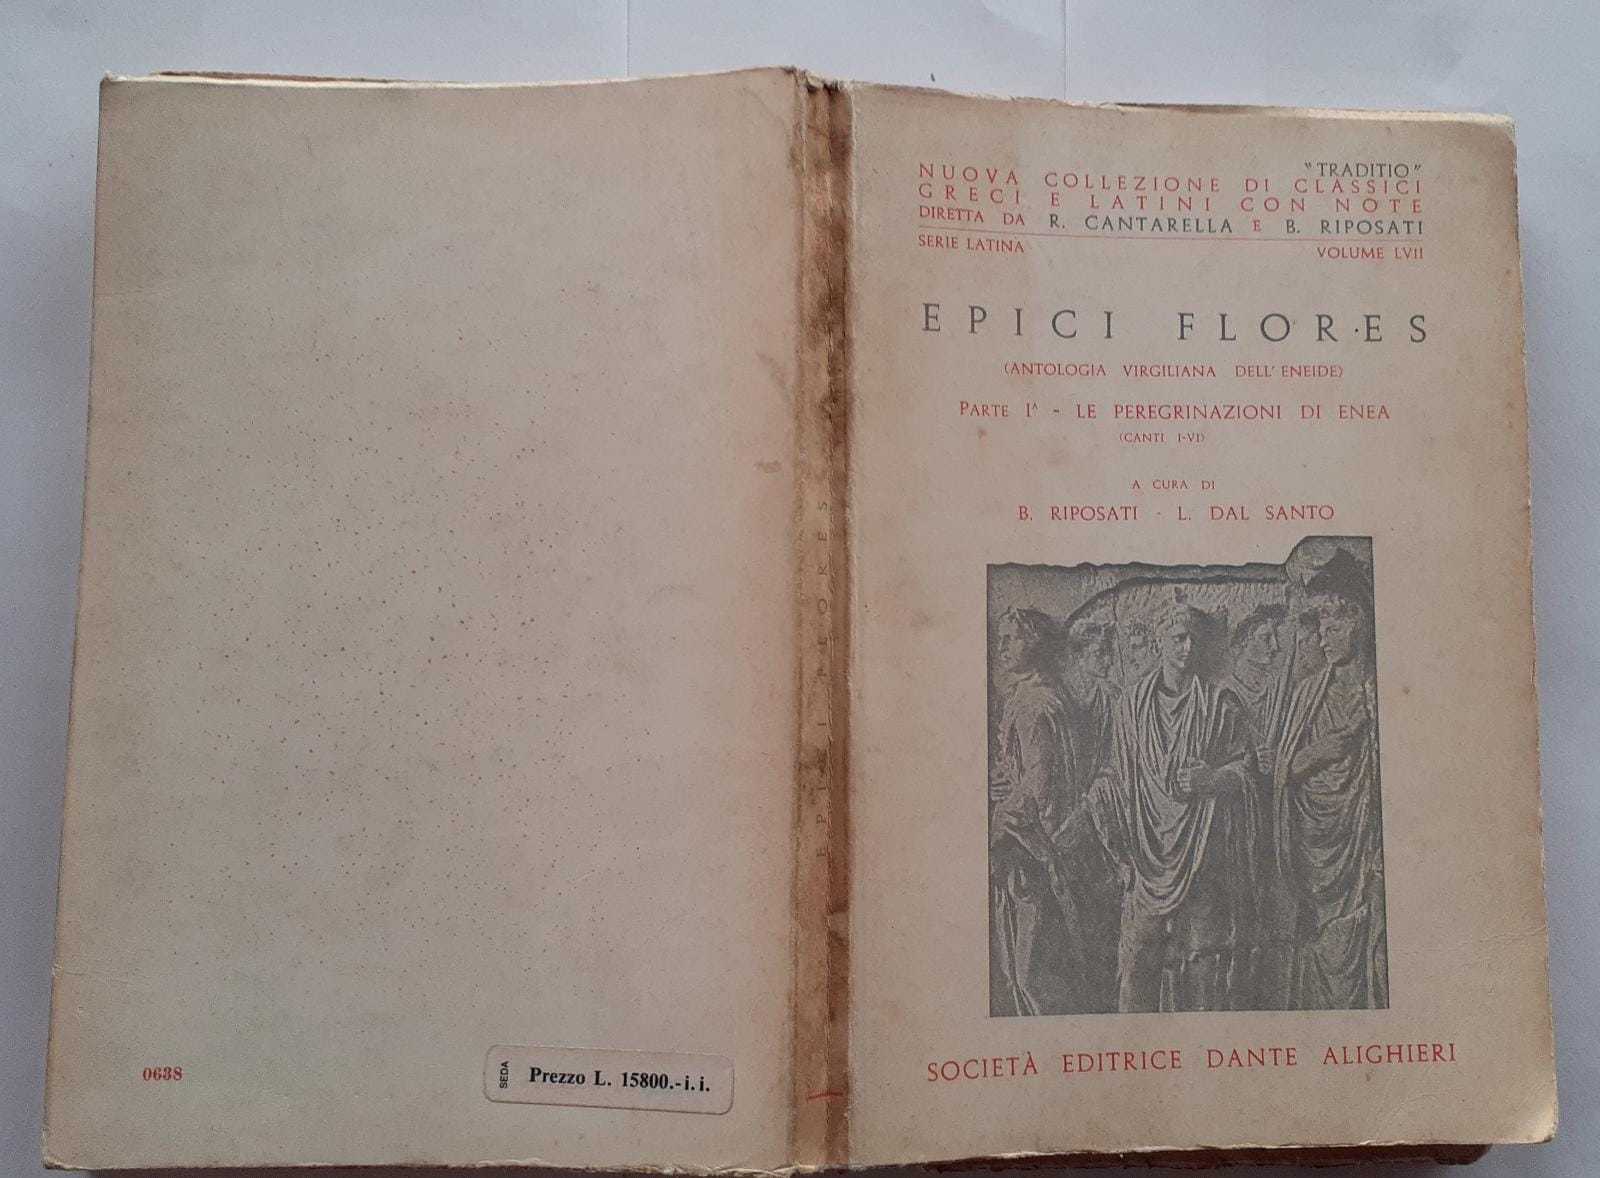 "TRADITIO"
NUOVA COLLEZIONE DI CLASSICI
GRECI E LATINI CON NOTE
DIRETTA DA R. CANTARELLA E B. RIPOSATI
SERIE LATINA VOLUME LVII
EPICI FLOR.ES
(ANTOLOGIA VIRGILIANA DELL'ENEIDE)
PARTE I^ - LE PEREGRINAZIONI DI ENEA
(CANTI I-VI)
A CURA DI
B. RIPOSATI - L. DAL SANTO
SOCIETÀ EDITRICE DANTE ALIGHIERI
EPICI FLORES
I
0638
SEDA
Prezzo L. 15800.-i.i.